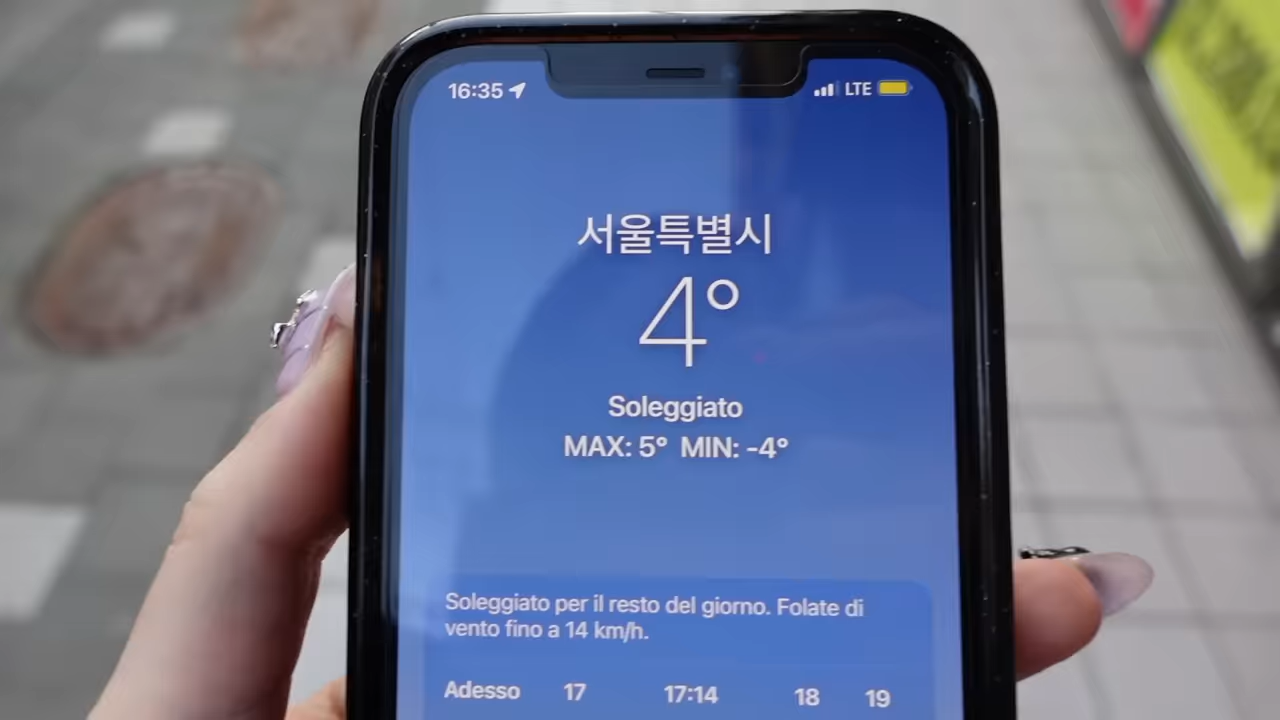 16:35 LTE
서울특별시
4°
Soleggiato
MAX: 5° MIN: -4°
Soleggiato per il resto del giorno. Folate di
vento fino a 14 km/h.
Adesso 17 17:14 18 19